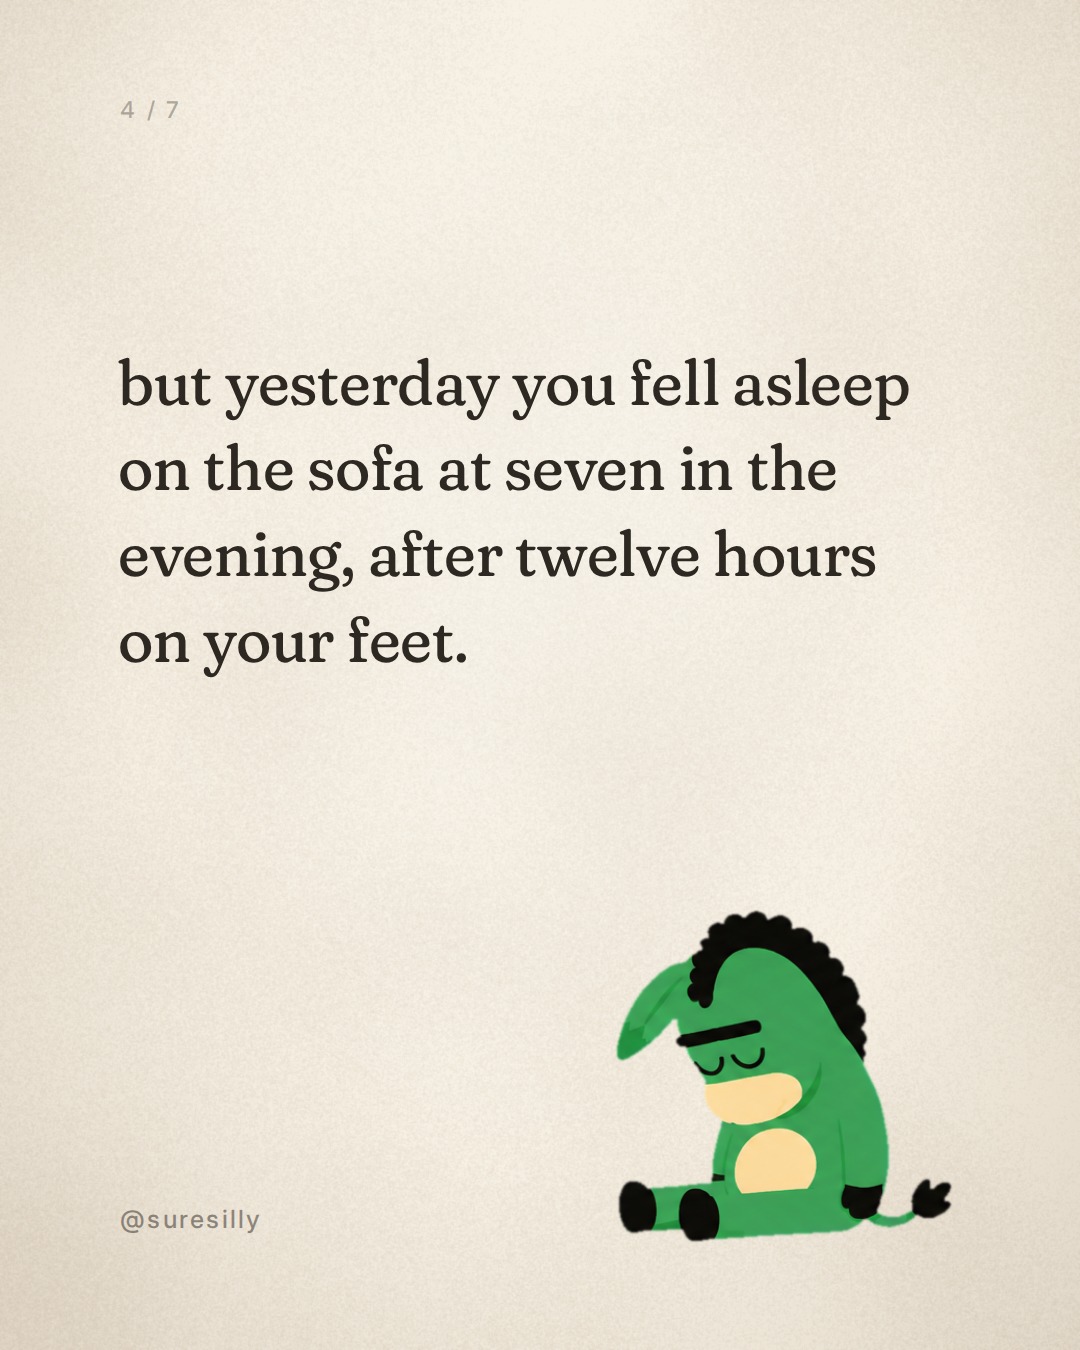 4 / 7
but yesterday you fell asleep
on the sofa at seven in the
evening, after twelve hours
on your feet.
@suresilly